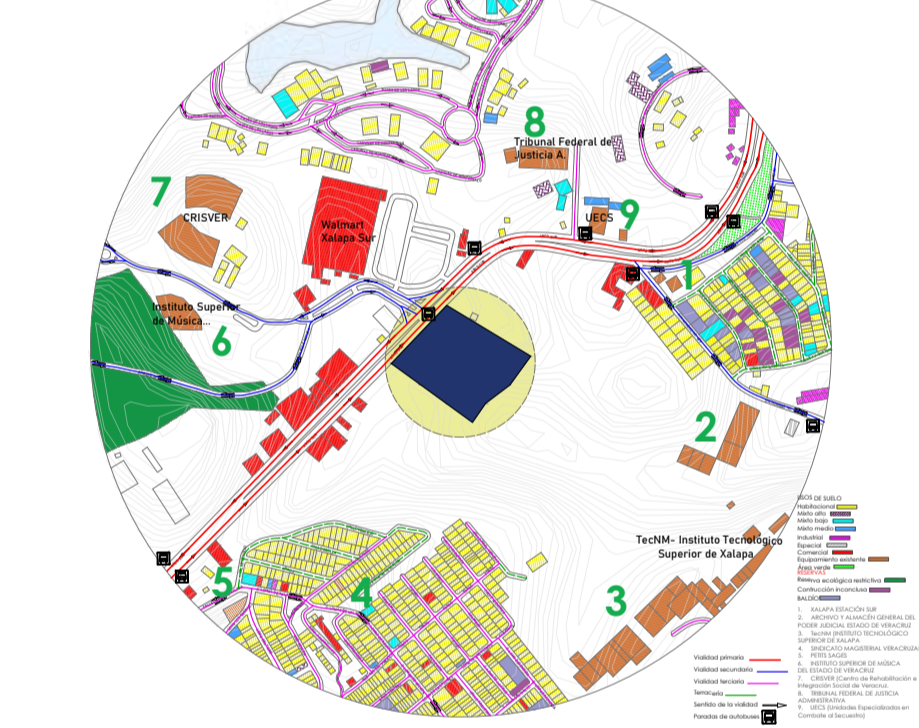 8
Tribunal Federal de
Justicia A.
7
CRISVER
9
UECS
Walmart
Xalapa Sur
1
Instituto Superior
de Música...
6
2
TecNM- Instituto Tecnológico
Superior de Xalapa
5
4
3
USOS DE SUELO
Habitacional
Mixto alto
Mixto bajo
Mixto medio
Industrial
Especial
Comercial
Equipamiento existente
Área verde
RESERVAS
Reserva ecológica restrictiva
Contrucción inconclusa
BALDÍO
1. XALAPA ESTACIÓN SUR
2. ARCHIVO Y ALMACÉN GENERAL DEL
PODER JUDICIAL ESTADO DE VERACRUZ
3. TecNM (INSTITUTO TECNOLÓGICO
SUPERIOR DE XALAPA
4. SINDICATO MAGISTERIAL VERACRUZA
5. PETITS SAGES
6. INSTITUTO SUPERIOR DE MÚSICA
DEL ESTADO DE VERACRUZ
7. CRISVER (Centro de Rehabilitación e
Integración Social de Veracruz.
8. TRIBUNAL FEDERAL DE JUSTICIA
ADMINISTRATIVA
9. UECS (Unidades Especializadas en
Combate al Secuestro)
Vialidad primaria
Vialidad secundaria
Vialidad terciaria
Terracería
Sentido de la vialidad
Paradas de autobuses